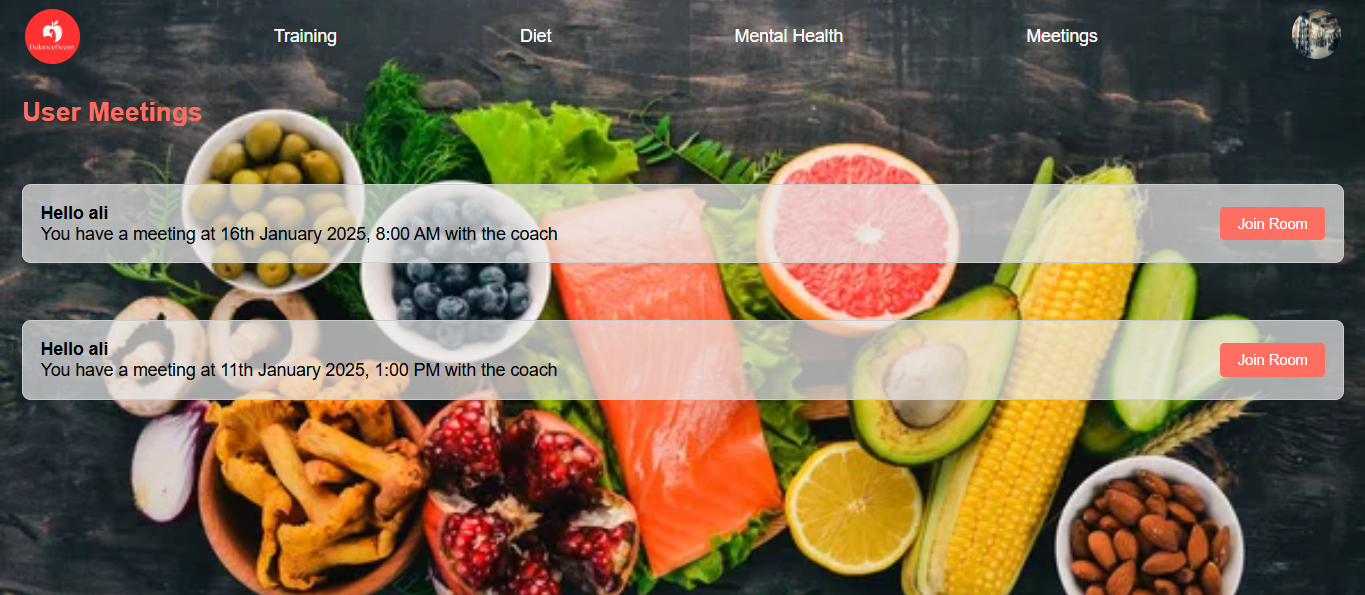 BalanceBeam
Training
Diet
Mental Health
Meetings
User Meetings
Hello ali
You have a meeting at 16th January 2025, 8:00 AM with the coach
Join Room
Hello ali
You have a meeting at 11th January 2025, 1:00 PM with the coach
Join Room